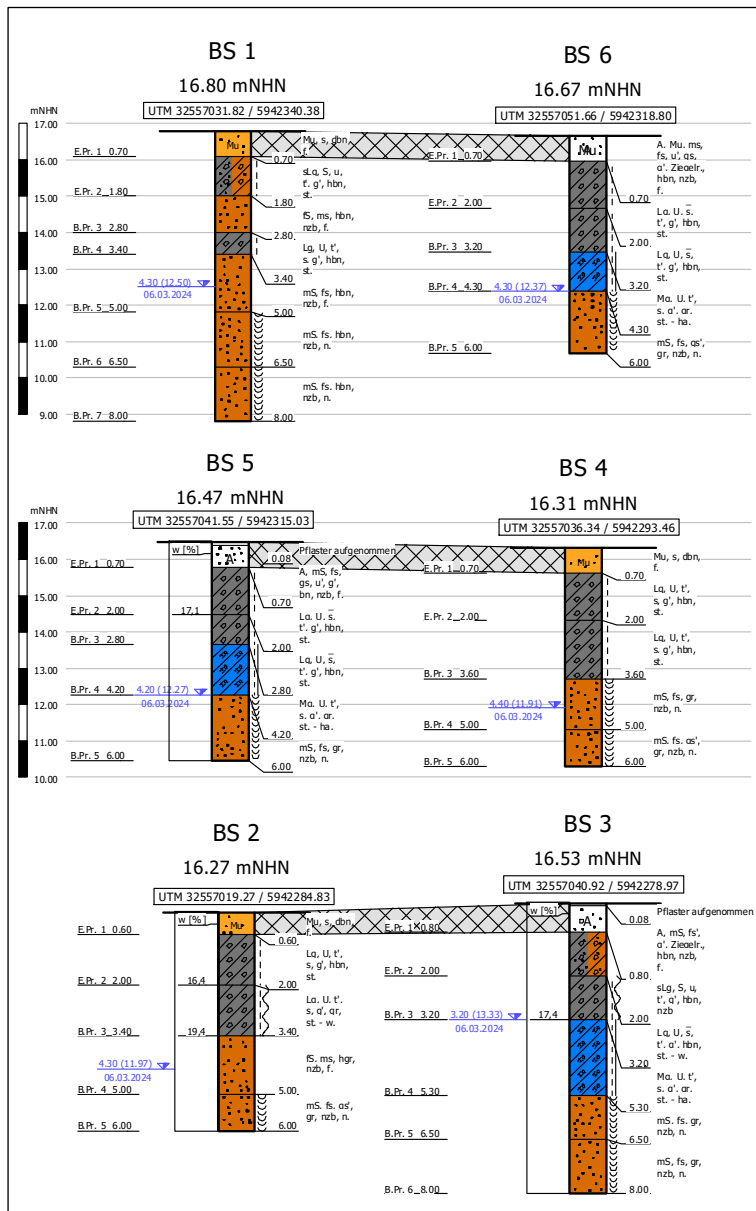 BS 1
16.80 mNHN
UTM 32557031.82 / 5942340.38
mNHN
17.00
16.00
15.00
14.00
13.00
12.00
11.00
10.00
9.00
E.Pr. 1 0.70
E.Pr. 2 1.80
B.Pr. 3 2.80
B.Pr. 4 3.40
4.30 (12.50)
06.03.2024
B.Pr. 5 5.00
B.Pr. 6 6.50
B.Pr. 7 8.00
Mu
0.70
1.80
2.80
3.40
5.00
6.50
8.00
Mu, s, dbn,
f.
sLg, S, u,
t', g', hbn,
st.
fS, ms, hbn,
nzb, f.
Lg, U, t',
s, g', hbn,
st.
mS, fs, hbn,
nzb, f.
mS, fs, hbn,
nzb, n.
mS, fs, hbn,
nzb, n.
BS 6
16.67 mNHN
UTM 32557051.66 / 5942318.80
E.Pr. 1 0.70
E.Pr. 2 2.00
B.Pr. 3 3.20
B.Pr. 4 4.30
4.30 (12.37)
06.03.2024
B.Pr. 5 6.00
Mu
0.70
2.00
3.20
4.30
6.00
A, Mu, ms,
fs, u', gs,
g', Ziegelr.,
hbn, nzb,
f.
Lg, U, s̄,
t', g', hbn,
st.
Lg, U, s̄,
t', g', hbn,
st.
Mg, U, t',
s, g', gr,
st. - ha.
mS, fs, gs',
gr, nzb, n.
BS 5
16.47 mNHN
UTM 32557041.55 / 5942315.03
mNHN
17.00
16.00
15.00
14.00
13.00
12.00
11.00
10.00
w [%]
E.Pr. 1 0.70
E.Pr. 2 2.00
17,1
B.Pr. 3 2.80
B.Pr. 4 4.20
4.20 (12.27)
06.03.2024
B.Pr. 5 6.00
A
0.08
0.70
2.00
2.80
4.20
6.00
Pflaster aufgenommen
A, mS, fs,
gs, u', g',
bn, nzb, f.
Lg, U, s̄,
t', g', hbn,
st.
Lg, U, s̄,
t', g', hbn,
st.
Mg, U, t',
s, g', gr,
st. - ha.
mS, fs, gr,
nzb, n.
BS 4
16.31 mNHN
UTM 32557036.34 / 5942293.46
E.Pr. 1 0.70
E.Pr. 2 2.00
B.Pr. 3 3.60
4.40 (11.91)
06.03.2024
B.Pr. 4 5.00
B.Pr. 5 6.00
Mu
0.70
2.00
3.60
5.00
6.00
Mu, s, dbn,
f.
Lg, U, t',
s, g', hbn,
st.
Lg, U, t',
s, g', hbn,
st.
mS, fs, gr,
nzb, n.
mS, fs, gs',
gr, nzb, n.
BS 2
16.27 mNHN
UTM 32557019.27 / 5942284.83
w [%]
E.Pr. 1 0.60
E.Pr. 2 2.00
16,4
B.Pr. 3 3.40
19,4
4.30 (11.97)
06.03.2024
B.Pr. 4 5.00
B.Pr. 5 6.00
Mu
0.60
2.00
3.40
5.00
6.00
Mu, s, dbn,
f.
Lg, U, t',
s, g', hbn,
st.
Lg, U, t',
s, g', gr,
st. - w.
fS, ms, hgr,
nzb, f.
mS, fs, gs',
gr, nzb, n.
BS 3
16.53 mNHN
UTM 32557040.92 / 5942278.97
w [%]
E.Pr. 1 0.80
E.Pr. 2 2.00
B.Pr. 3 3.20
3.20 (13.33)
06.03.2024
17,4
B.Pr. 4 5.30
B.Pr. 5 6.50
B.Pr. 6 8.00
A
0.08
0.80
2.00
3.20
5.30
6.50
8.00
Pflaster aufgenommen
A, mS, fs',
g', Ziegelr.,
hbn, nzb,
f.
sLg, S, u,
t', g', hbn,
nzb
Lg, U, s̄,
t', g', hbn,
st. - w.
Mg, U, t',
s, g', gr,
st. - ha.
mS, fs, gr,
nzb, n.
mS, fs, gr,
nzb, n.